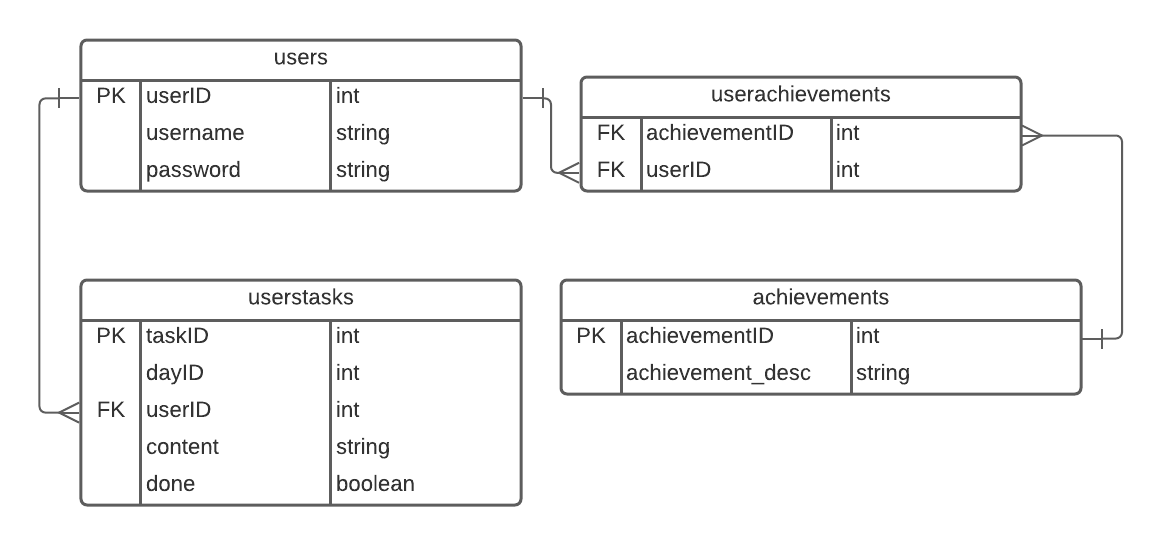 users
PK userID int
username string
password string
userachievements
FK achievementID int
FK userID int
userstasks
PK taskID int
dayID int
FK userID int
content string
done boolean
achievements
PK achievementID int
achievement_desc string